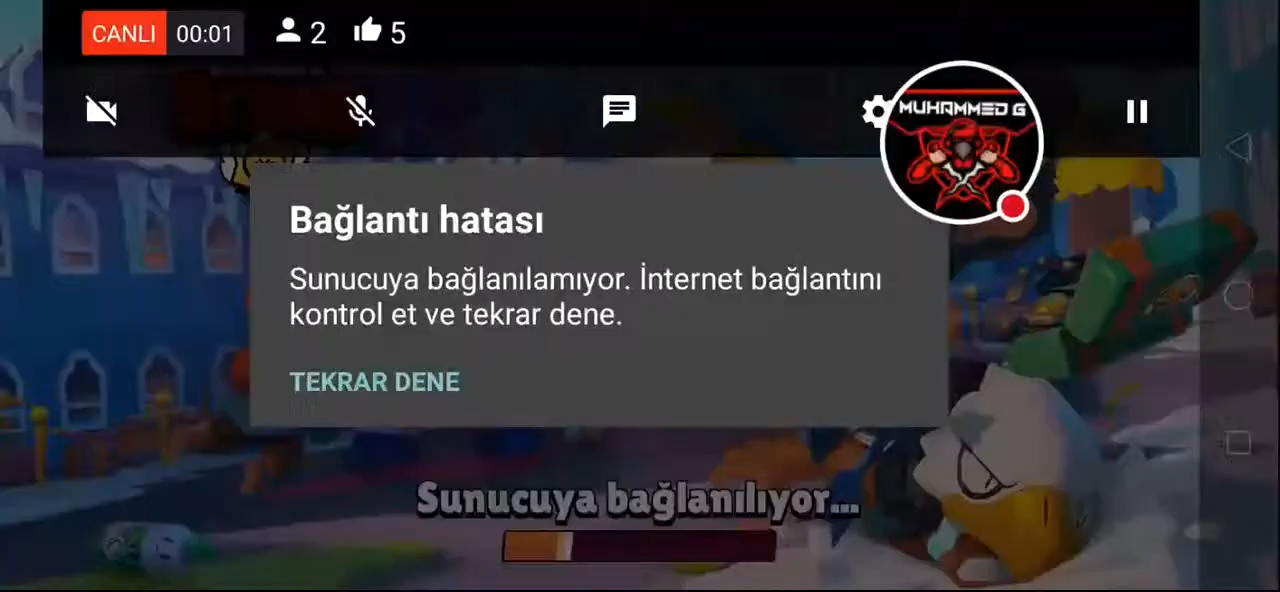 CANLI 00:01 2 5
MUHAMMED G
Bağlantı hatası
Sunucuya bağlanılamıyor. İnternet bağlantını
kontrol et ve tekrar dene.
TEKRAR DENE
Sunucuya bağlanılıyor...